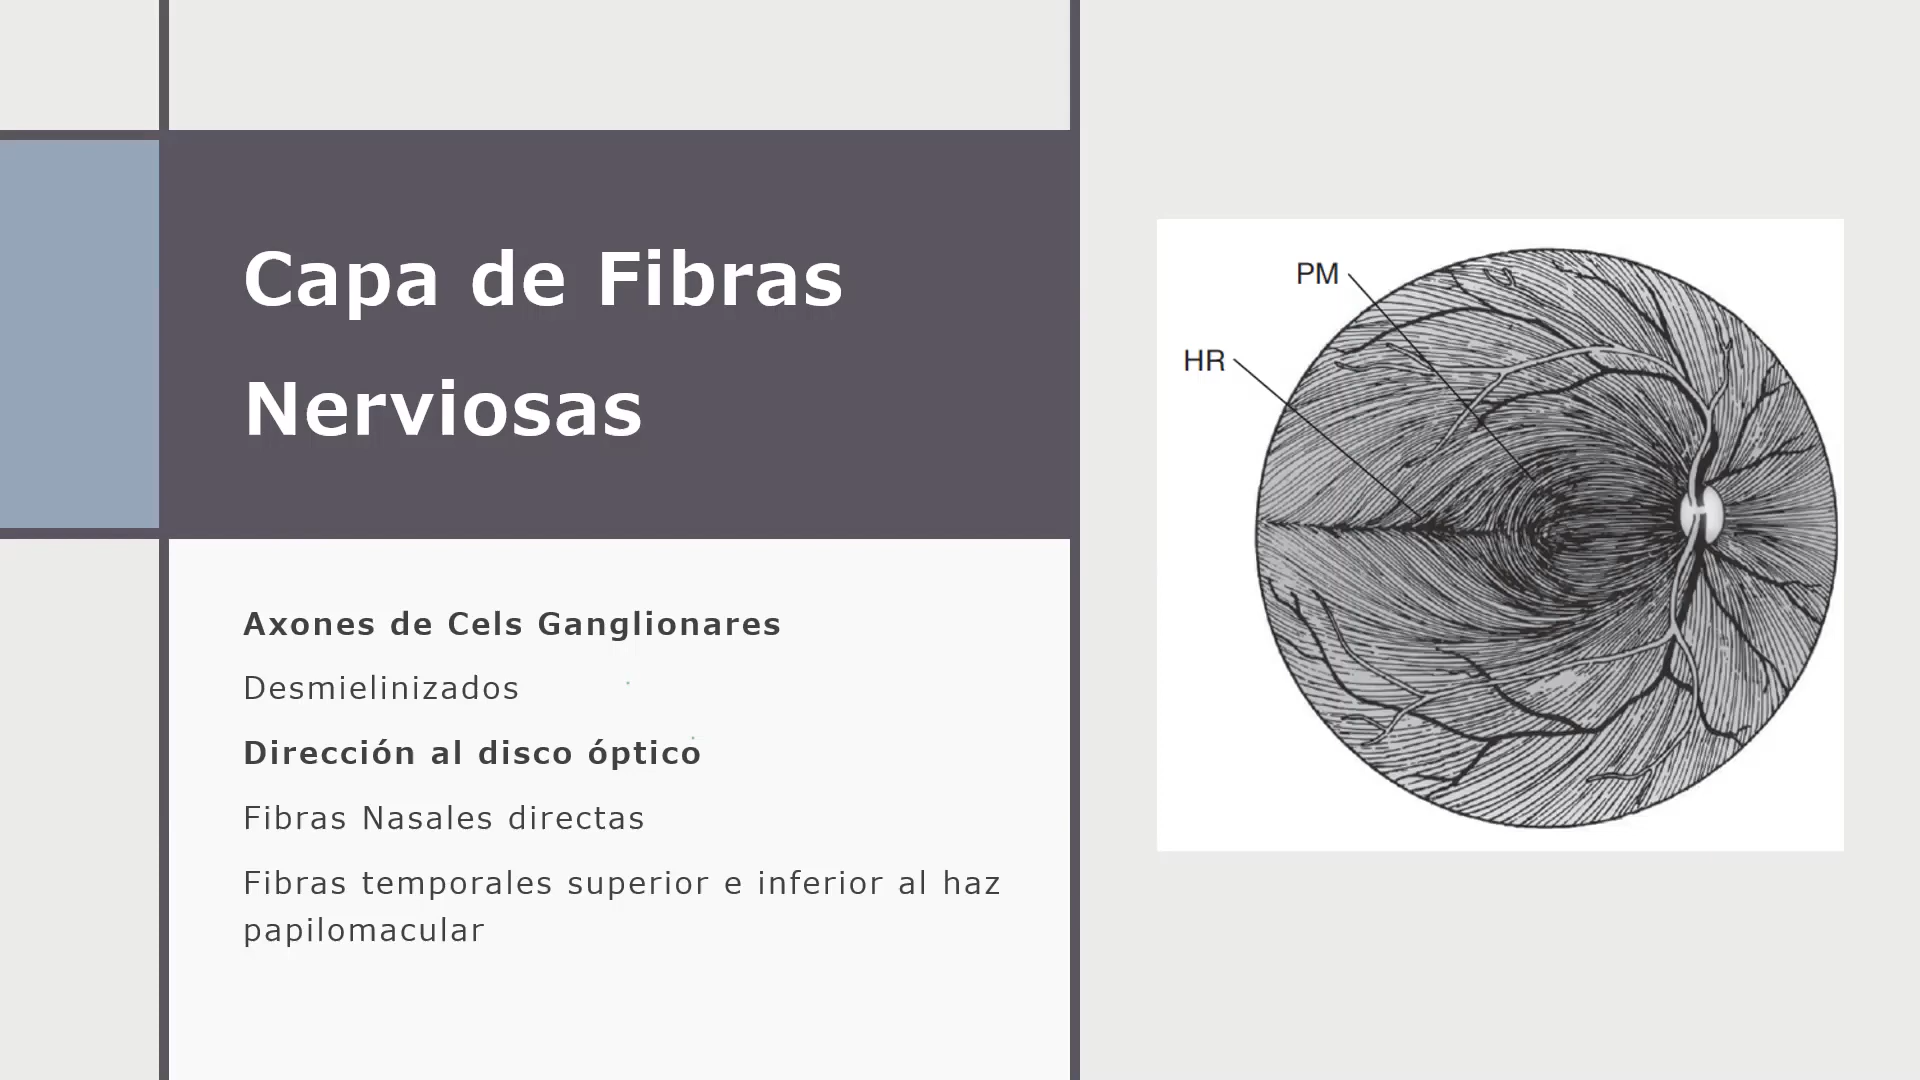 Capa de Fibras
Nerviosas
Axones de Cels Ganglionares
Desmielinizados
Dirección al disco óptico
Fibras Nasales directas
Fibras temporales superior e inferior al haz
papilomacular
PM
HR